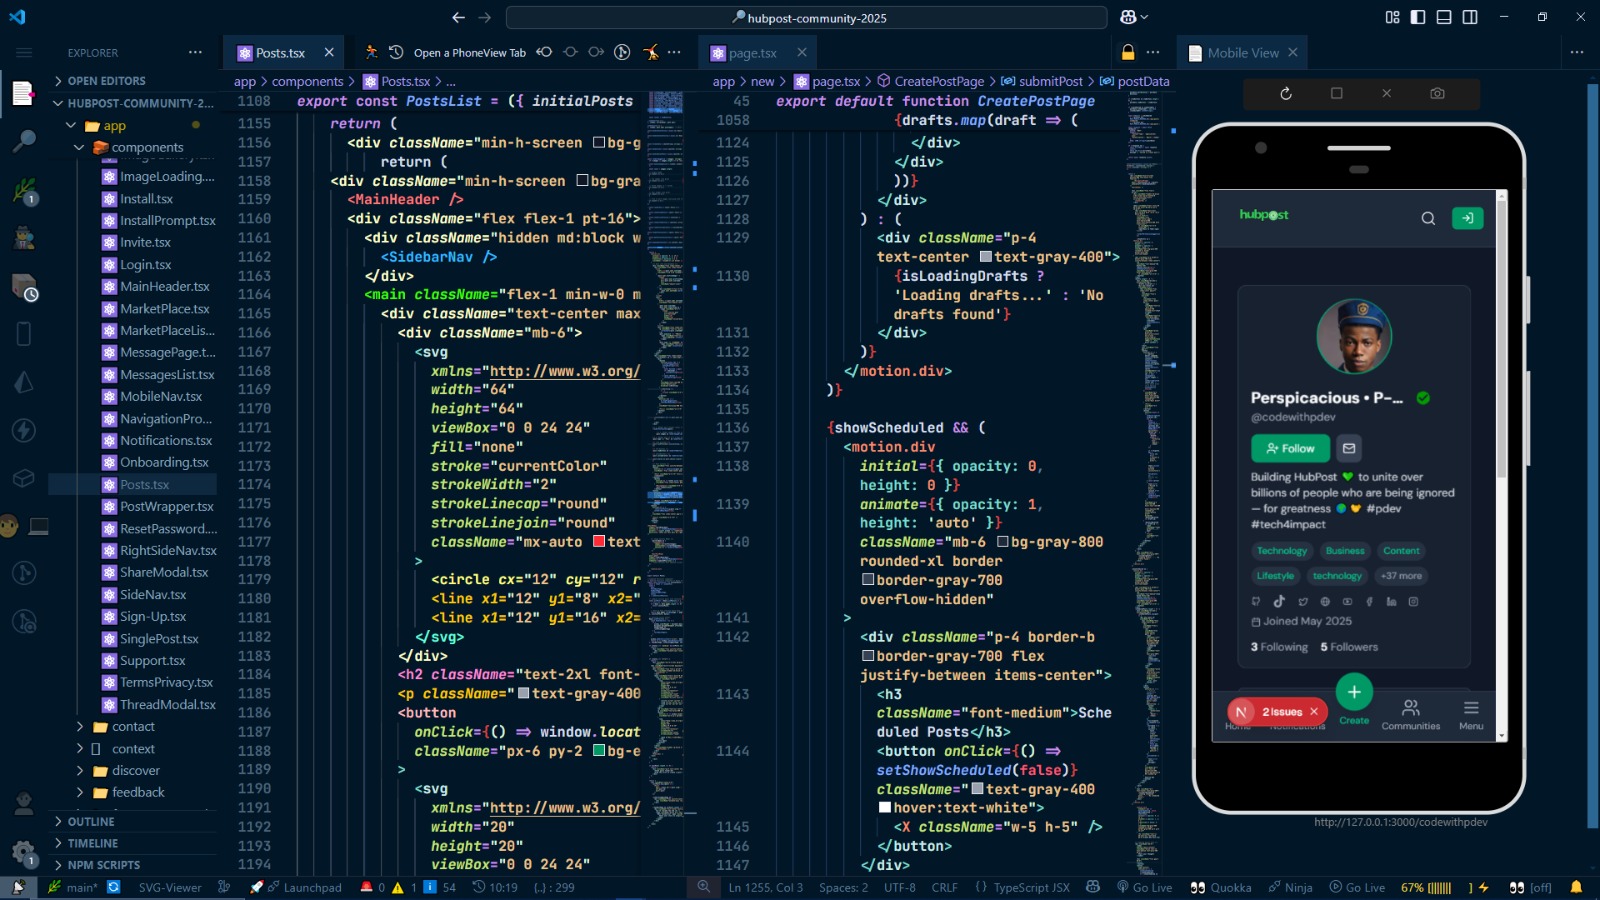 hubpost-community-2025
EXPLORER
OPEN EDITORS
HUBPOST-COMMUNITY-2...
app
components
ImageLoading....
Install.tsx
InstallPrompt.tsx
Invite.tsx
Login.tsx
MainHeader.tsx
MarketPlace.tsx
MarketPlaceLis...
MessagePage.t...
MessagesList.tsx
MobileNav.tsx
NavigationPro...
Notifications.tsx
Onboarding.tsx
Posts.tsx
PostWrapper.tsx
ResetPassword....
RightSideNav.tsx
ShareModal.tsx
SideNav.tsx
Sign-Up.tsx
SinglePost.tsx
Support.tsx
TermsPrivacy.tsx
ThreadModal.tsx
contact
context
discover
feedback
OUTLINE
TIMELINE
NPM SCRIPTS
1
1
Posts.tsx
Open a PhoneView Tab
app > components > Posts.tsx > ...
1108 export const PostsList = ({ initialPosts
1155 return (
1156 <div className="min-h-screen bg-g
1157 return (
1158 <div className="min-h-screen bg-gra
1159 <MainHeader />
1160 <div className="flex flex-1 pt-16">
1161 <div className="hidden md:block w
1162 <SidebarNav />
1163 </div>
1164 <main className="flex-1 min-w-0 m
1165 <div className="text-center max
1166 <div className="mb-6">
1167 <svg
1168 xmlns="http://www.w3.org/
1169 width="64"
1170 height="64"
1171 viewBox="0 0 24 24"
1172 fill="none"
1173 stroke="currentColor"
1174 strokeWidth="2"
1175 strokeLinecap="round"
1176 strokeLinejoin="round"
1177 className="mx-auto text
1178 >
1179 <circle cx="12" cy="12" r
1180 <line x1="12" y1="8" x2="
1181 <line x1="12" y1="16" x2=
1182 </svg>
1183 </div>
1184 <h2 className="text-2xl font-
1185 <p className="text-gray-400
1186 <button
1187 onClick={() => window.locat
1188 className="px-6 py-2 bg-e
1189 >
1190 <svg
1191 xmlns="http://www.w3.org/
1192 width="20"
1193 height="20"
1194 viewBox="0 0 24 24"
page.tsx
app > new > page.tsx > CreatePostPage > submitPost > postData
45 export default function CreatePostPage
1058 {drafts.map(draft => (
1124 </div>
1125 </div>
1126 ))}
1127 </div>
1128 ) : (
1129 <div className="p-4
text-center text-gray-400">
1130 {isLoadingDrafts ?
'Loading drafts...' : 'No
drafts found'}
1131 </div>
1132 )}
1133 </motion.div>
1134 )}
1135
1136 {showScheduled && (
1137 <motion.div
1138 initial={{ opacity: 0,
height: 0 }}
1139 animate={{ opacity: 1,
height: 'auto' }}
1140 className="mb-6 bg-gray-800
rounded-xl border
border-gray-700
overflow-hidden"
1141 >
1142 <div className="p-4 border-b
border-gray-700 flex
justify-between items-center">
1143 <h3
className="font-medium">Sche
duled Posts</h3>
1144 <button onClick={() =>
setShowScheduled(false)}
className="text-gray-400
hover:text-white">
1145 <X className="w-5 h-5" />
1146 </button>
1147 </div>
Mobile View
hubpost
Perspicacious • P-...
@codewithpdev
Follow
Building HubPost 💚 to unite over
billions of people who are being ignored
— for greatness 🌍 💛 #pdev
#tech4impact
Technology Business Content
Lifestyle technology +37 more
Joined May 2025
3 Following 5 Followers
N 2 Issues
Home Notifications Create Communities Menu
http://127.0.0.1:3000/codewithpdev
main* SVG-Viewer Launchpad 0 1 54 10:19 {..} : 299 Ln 1255, Col 3 Spaces: 2 UTF-8 CRLF TypeScript JSX Go Live Quokka Ninja Go Live 67% [off]